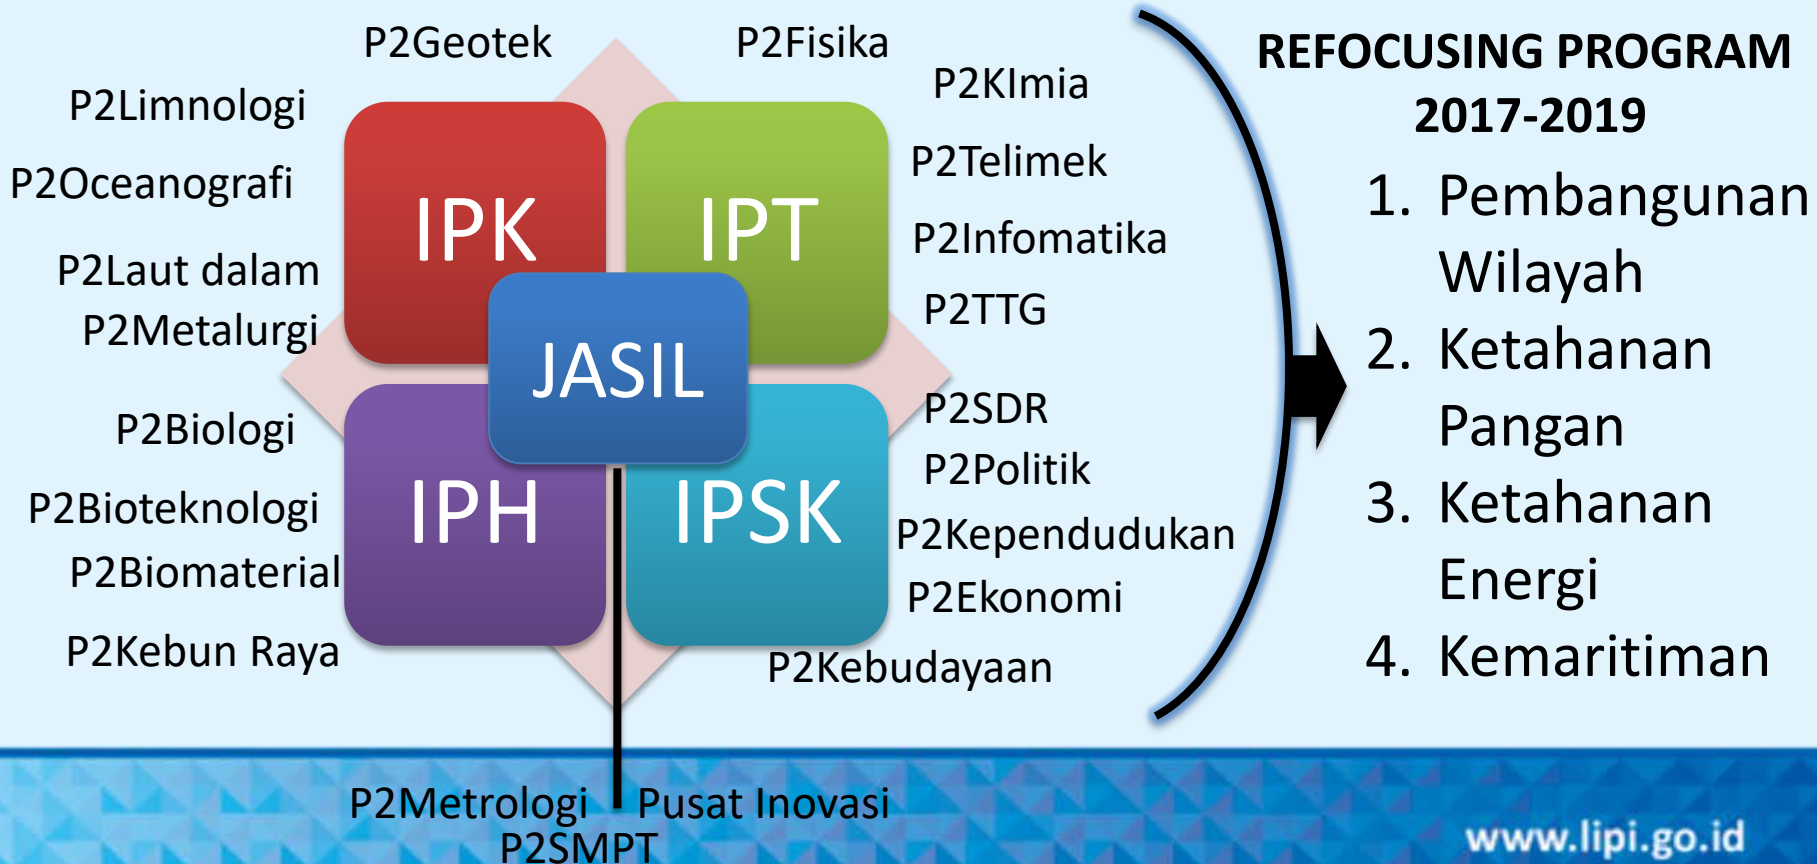 P2Geotek
P2Fisika
P2KImia
P2Limnologi
P2Telimek
P2Oceanografi
P2Infomatika
P2Laut dalam
P2TTG
P2Metalurgi
IPK
IPT
JASIL
IPH
IPSK
P2SDR
P2Biologi
P2Politik
P2Bioteknologi
P2Kependudukan
P2Biomaterial
P2Ekonomi
P2Kebun Raya
P2Kebudayaan
P2Metrologi
Pusat Inovasi
P2SMPT
REFOCUSING PROGRAM
2017-2019
1. Pembangunan
Wilayah
2. Ketahanan
Pangan
3. Ketahanan
Energi
4. Kemaritiman
www.lipi.go.id